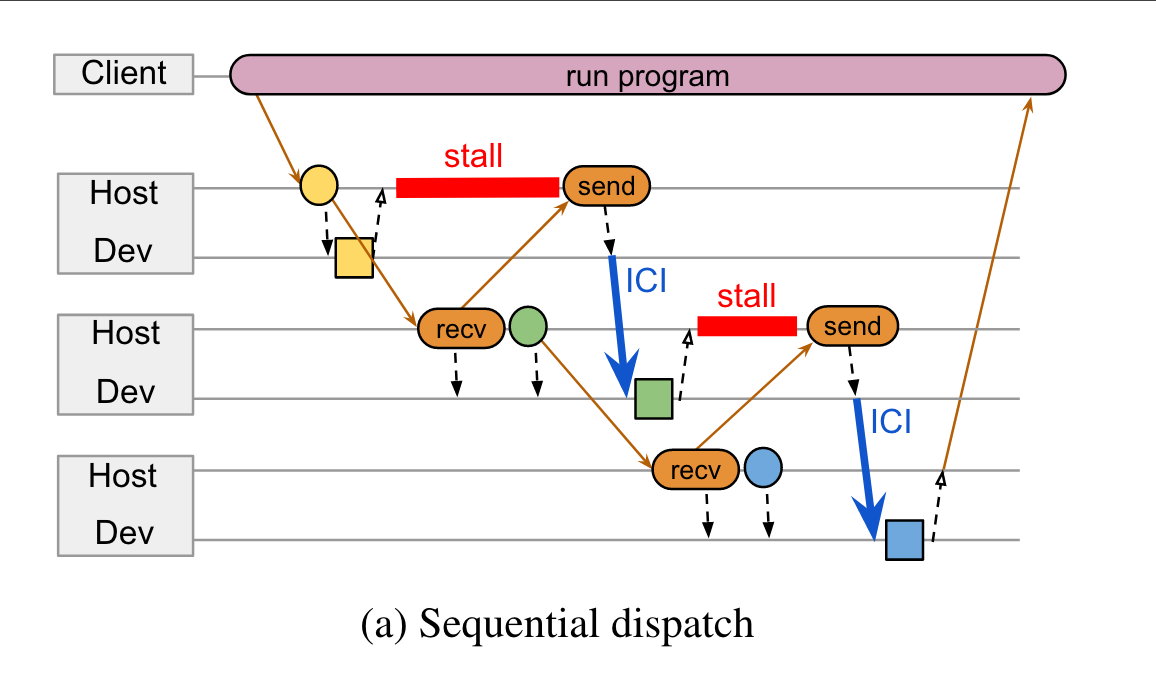 Client
run program
stall
Host
send
Dev
ICI
stall
Host
recv
send
Dev
ICI
Host
recv
Dev
(a) Sequential dispatch